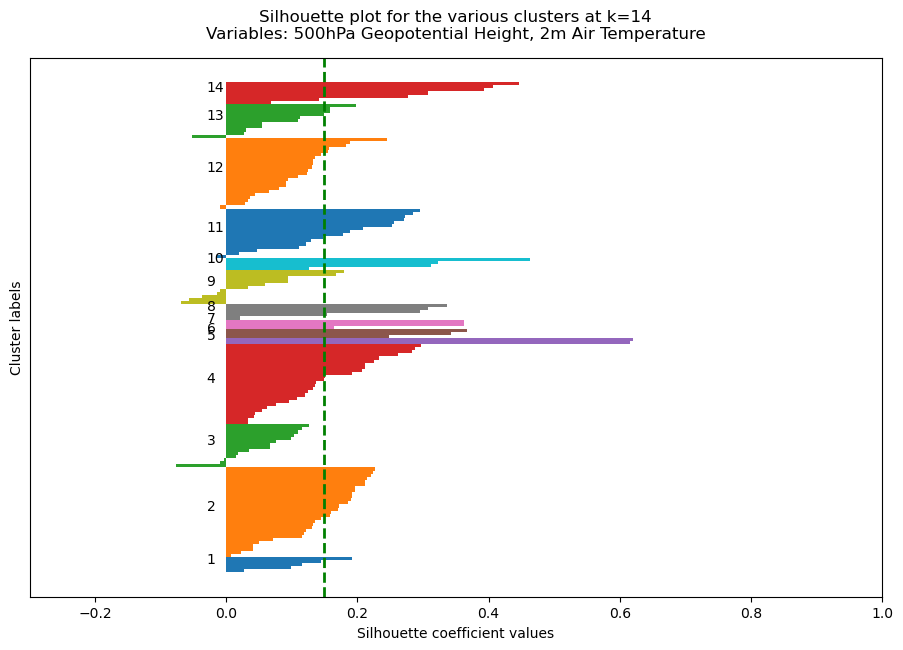 Silhouette plot for the various clusters at k=14
Variables: 500hPa Geopotential Height, 2m Air Temperature
14
13
12
11
10
9
8
7
6
5
4
3
2
1
Cluster labels
−0.2 0.0 0.2 0.4 0.6 0.8 1.0
Silhouette coefficient values